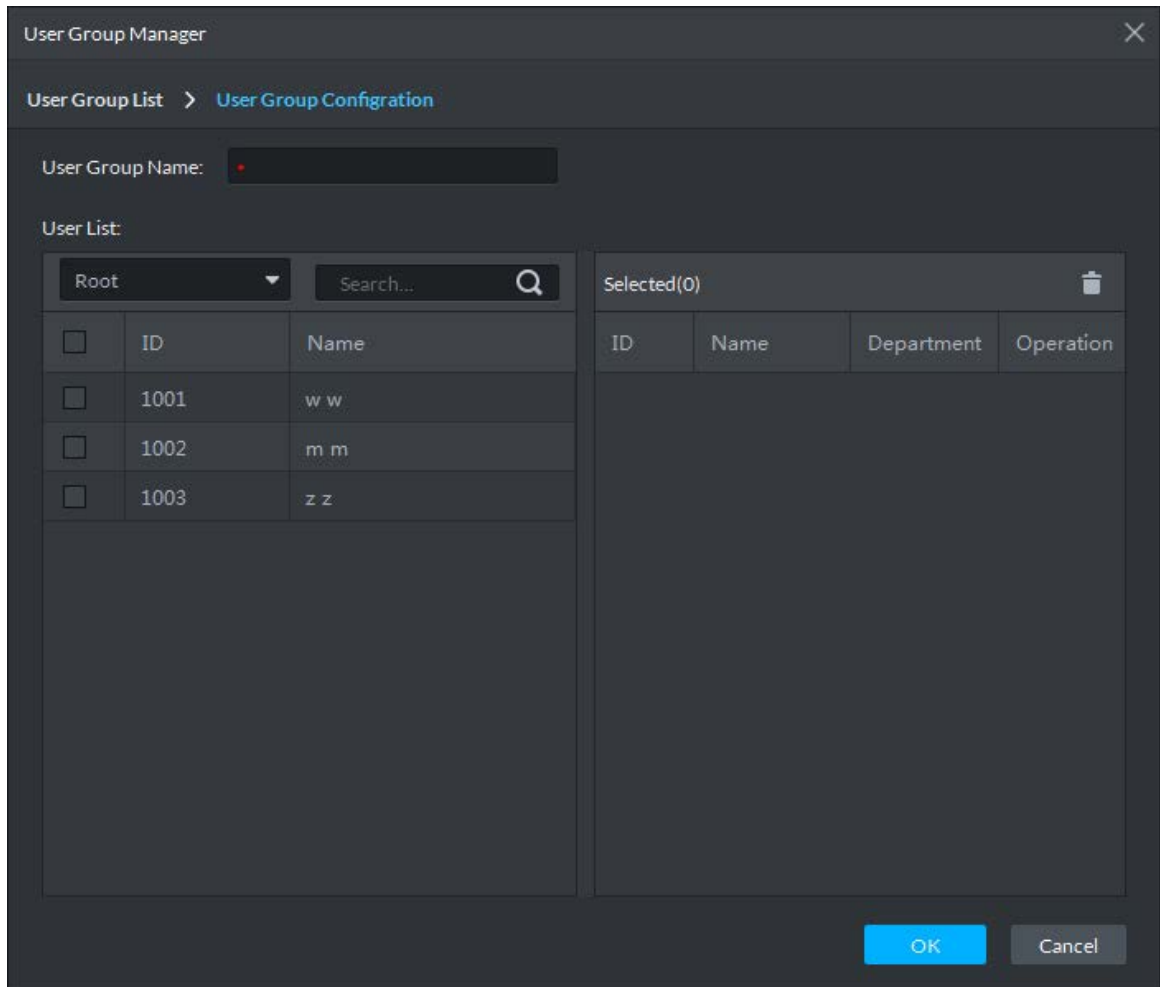 User Group Manager
User Group List > User Group Configration
User Group Name:
User List:
Root Search...
ID Name
1001 w w
1002 m m
1003 z z
Selected(0)
ID Name Department Operation
OK Cancel